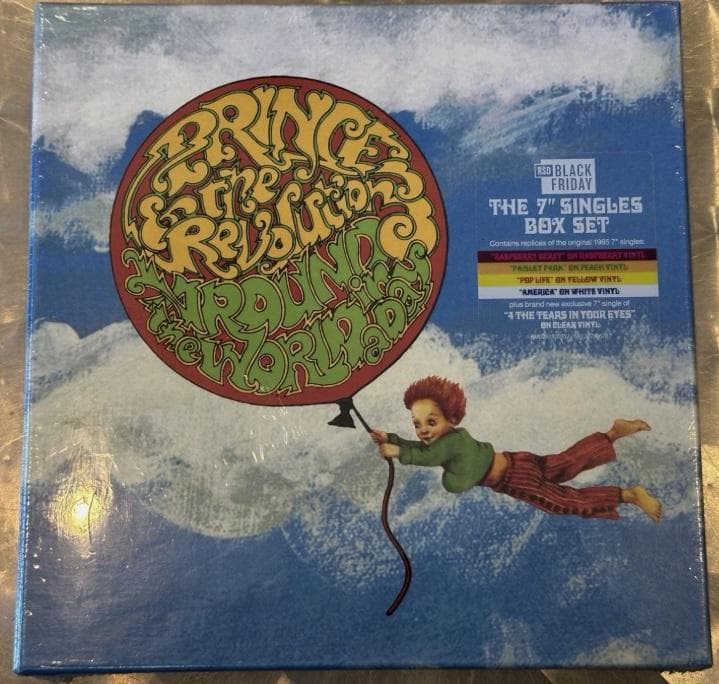 PRINCE
& the
Revolution
AROUND
the WORLD in
a Day
RSD BLACK
FRIDAY
THE 7" SINGLES
BOX SET
Contains replicas of the original 1985 7" singles:
"RASPBERRY BERET" ON RASPBERRY VINYL
"PAISLEY PARK" ON PEACH VINYL
"POP LIFE" ON YELLOW VINYL
"AMERICA" ON WHITE VINYL
plus brand new exclusive 7" single of
"4 THE TEARS IN YOUR EYES"
ON CLEAR VINYL